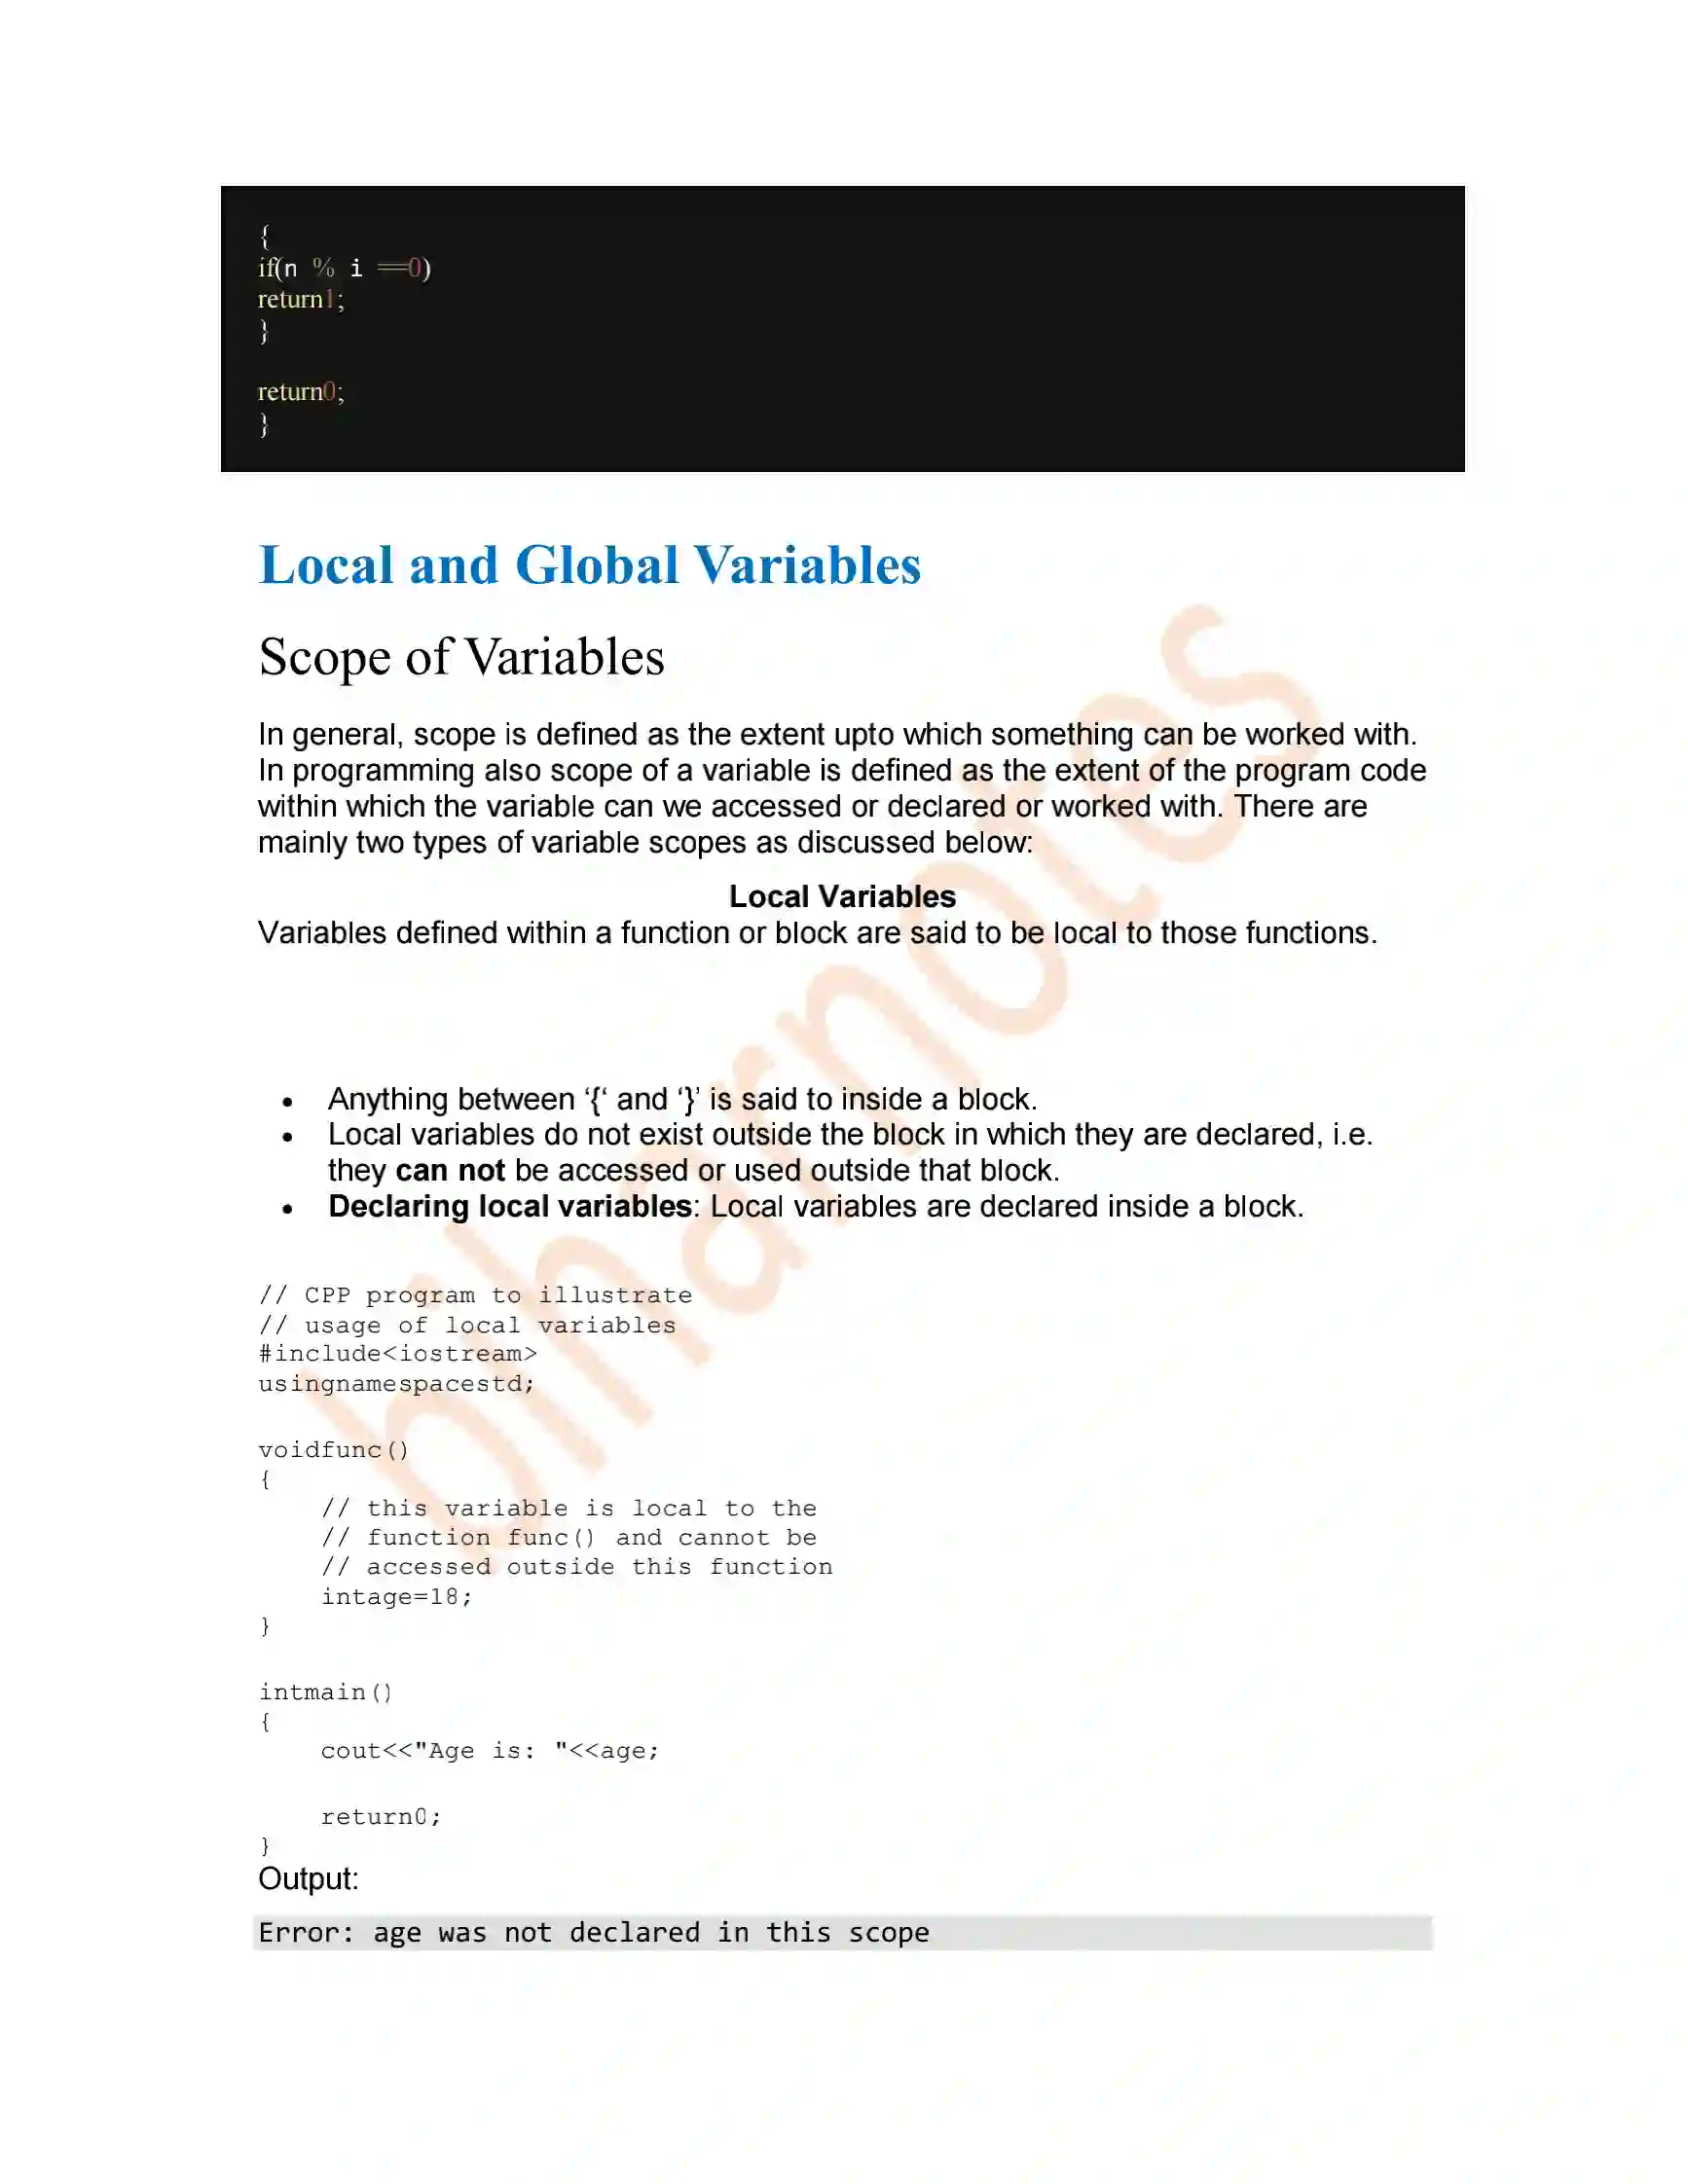 {
if(n % i ==0)
return1;
}
return0;
}
Local and Global Variables
Scope of Variables
In general, scope is defined as the extent upto which something can be worked with.
In programming also scope of a variable is defined as the extent of the program code
within which the variable can we accessed or declared or worked with. There are
mainly two types of variable scopes as discussed below:
Local Variables
Variables defined within a function or block are said to be local to those functions.
• Anything between ‘{‘ and ‘}’ is said to inside a block.
• Local variables do not exist outside the block in which they are declared, i.e.
they can not be accessed or used outside that block.
• Declaring local variables: Local variables are declared inside a block.
// CPP program to illustrate
// usage of local variables
#include<iostream>
usingnamespacestd;
voidfunc()
{
// this variable is local to the
// function func() and cannot be
// accessed outside this function
intage=18;
}
intmain()
{
cout<<"Age is: "<<age;
return0;
}
Output:
Error: age was not declared in this scope
biharnotes